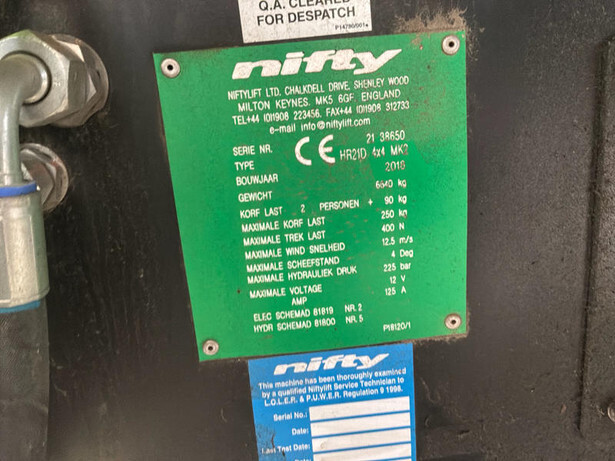 Q.A. CLEARED
FOR DESPATCH
P14780/001e
nifty
NIFTYLIFT LTD, CHALKDELL DRIVE, SHENLEY WOOD
MILTON KEYNES. MK5 6GF. ENGLAND
TEL+44 (0)1908 223456. FAX+44 (0)1908 312733
e-mail info@niftylift.com
SERIE NR. 21 38650
TYPE CE HR21D 4x4 MK2
BOUWJAAR 2016
GEWICHT 6640 kg
KORF LAST 2 PERSONEN + 90 kg
MAXIMALE KORF LAST 250 kg
MAXIMALE TREK LAST 400 N
MAXIMALE WIND SNELHEID 12.5 m/s
MAXIMALE SCHEEFSTAND 4 Deg
MAXIMALE HYDRAULIEK DRUK 225 bar
MAXIMALE VOLTAGE 12 V
AMP 125 A
ELEC SCHEMAD 81819 NR. 2
HYDR SCHEMAD 81800 NR. 5
P18120/1
nifty
This machine has been thoroughly examined
by a qualified Niftylift Service Technician to
L.O.L.E.R. & P.U.W.E.R. Regulation 9 1998.
Serial No.:
Date:
Last Test Date: